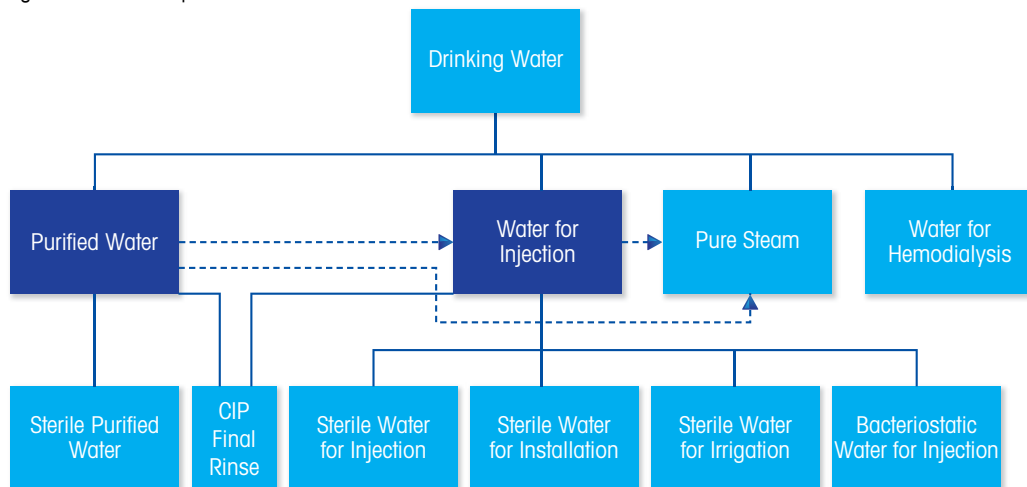 Drinking Water
Purified Water
Water for
Injection
Pure Steam
Water for
Hemodialysis
Sterile Purified
Water
CIP
Final
Rinse
Sterile Water
for Injection
Sterile Water
for Installation
Sterile Water
for Irrigation
Bacteriostatic
Water for Injection